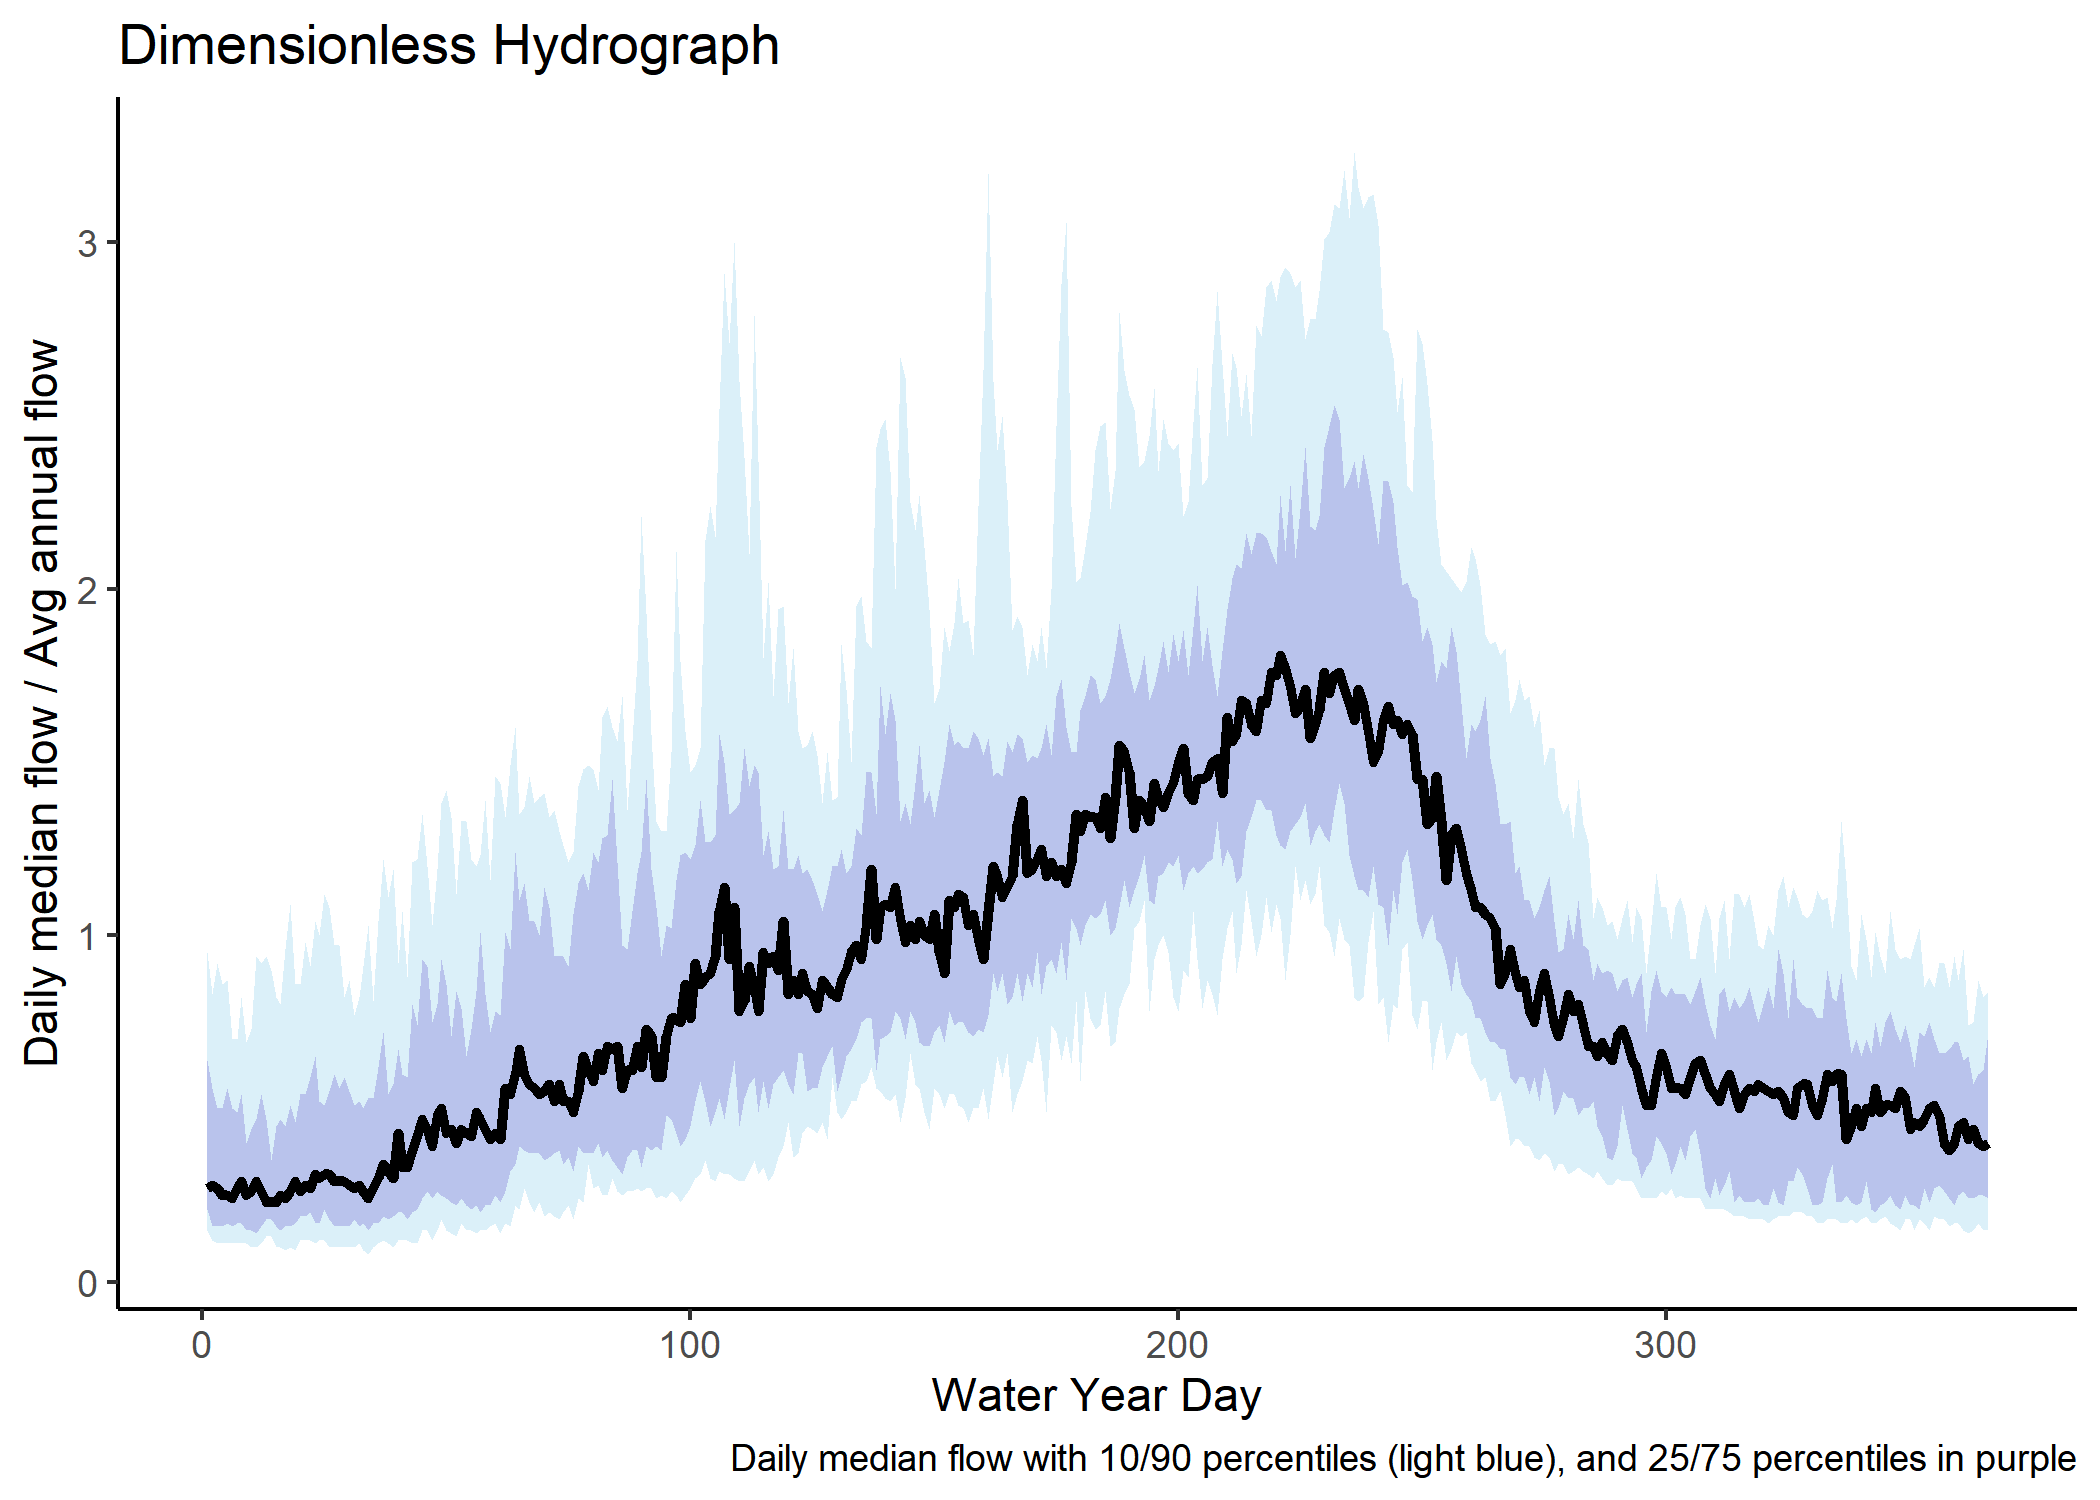 Dimensionless Hydrograph
Daily median flow / Avg annual flow
3
2
1
0
0 100 200 300
Water Year Day
Daily median flow with 10/90 percentiles (light blue), and 25/75 percentiles in purple